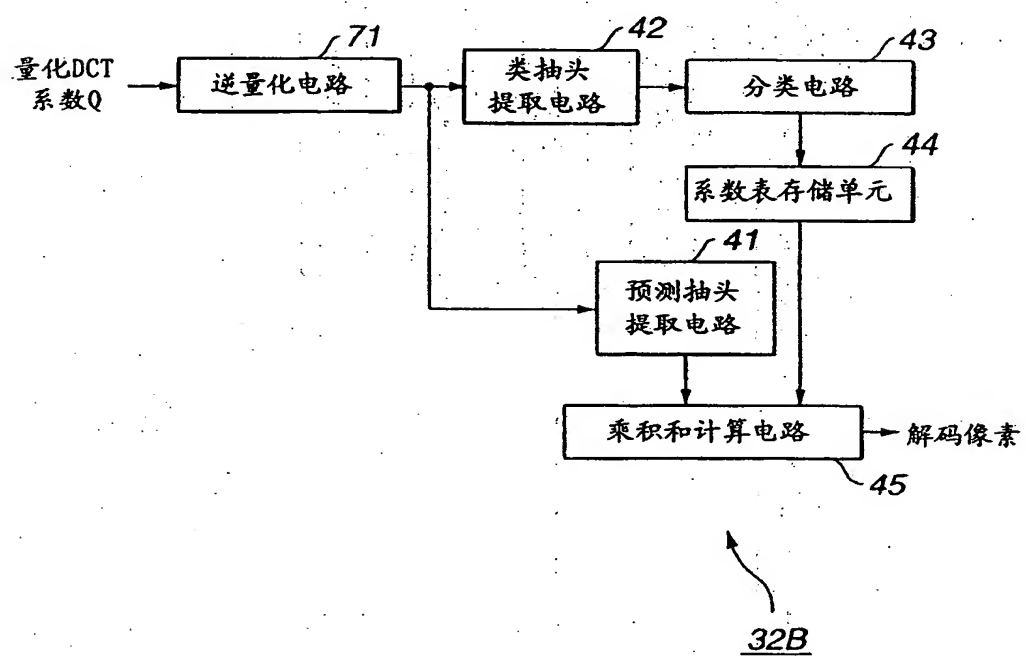 71
42
43
量化DCT
系数Q
逆量化电路
类抽头
提取电路
分类电路
44
系数表存储单元
41
预测抽头
提取电路
乘积和计算电路
解码像素
45
32B